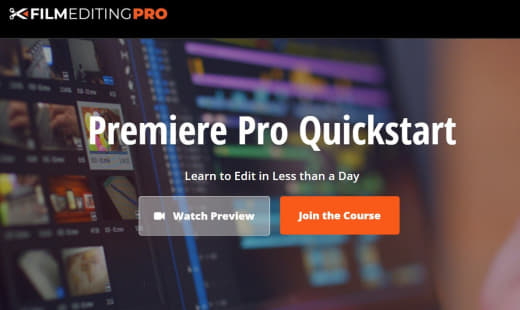 FILMEDITINGPRO
Premiere Pro Quickstart
Learn to Edit in Less than a Day
Watch Preview
Join the Course